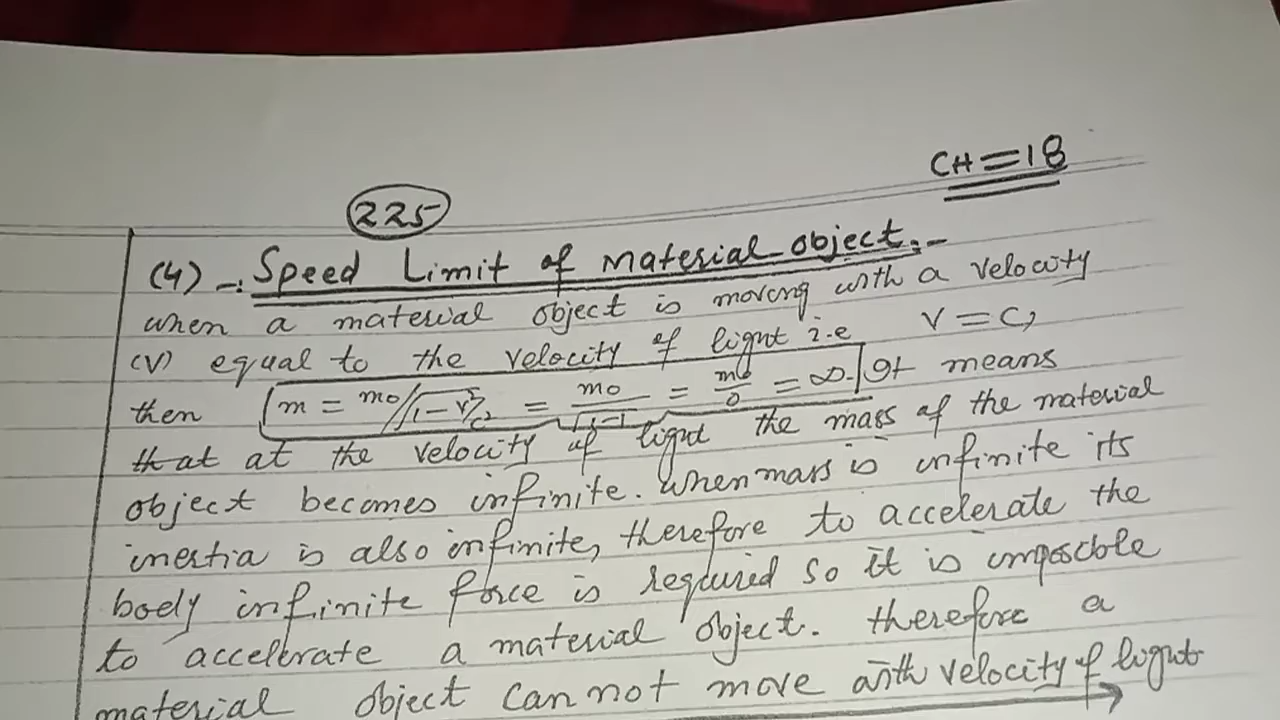 CH=18
225
(4) -: Speed Limit of material object:-
when a material object is moving with a velocity
(V) equal to the velocity of light i.e V=C,
then m = m0/√1-v²/c² = m0/√1-1 = m0/0 = ∞. It means
that at the velocity of light the mass of the material
object becomes infinite. When mass is infinite its
inertia is also infinite, therefore to accelerate the
body infinite force is required so it is impossible
to accelerate a material object. therefore a
material object can not move with velocity of light